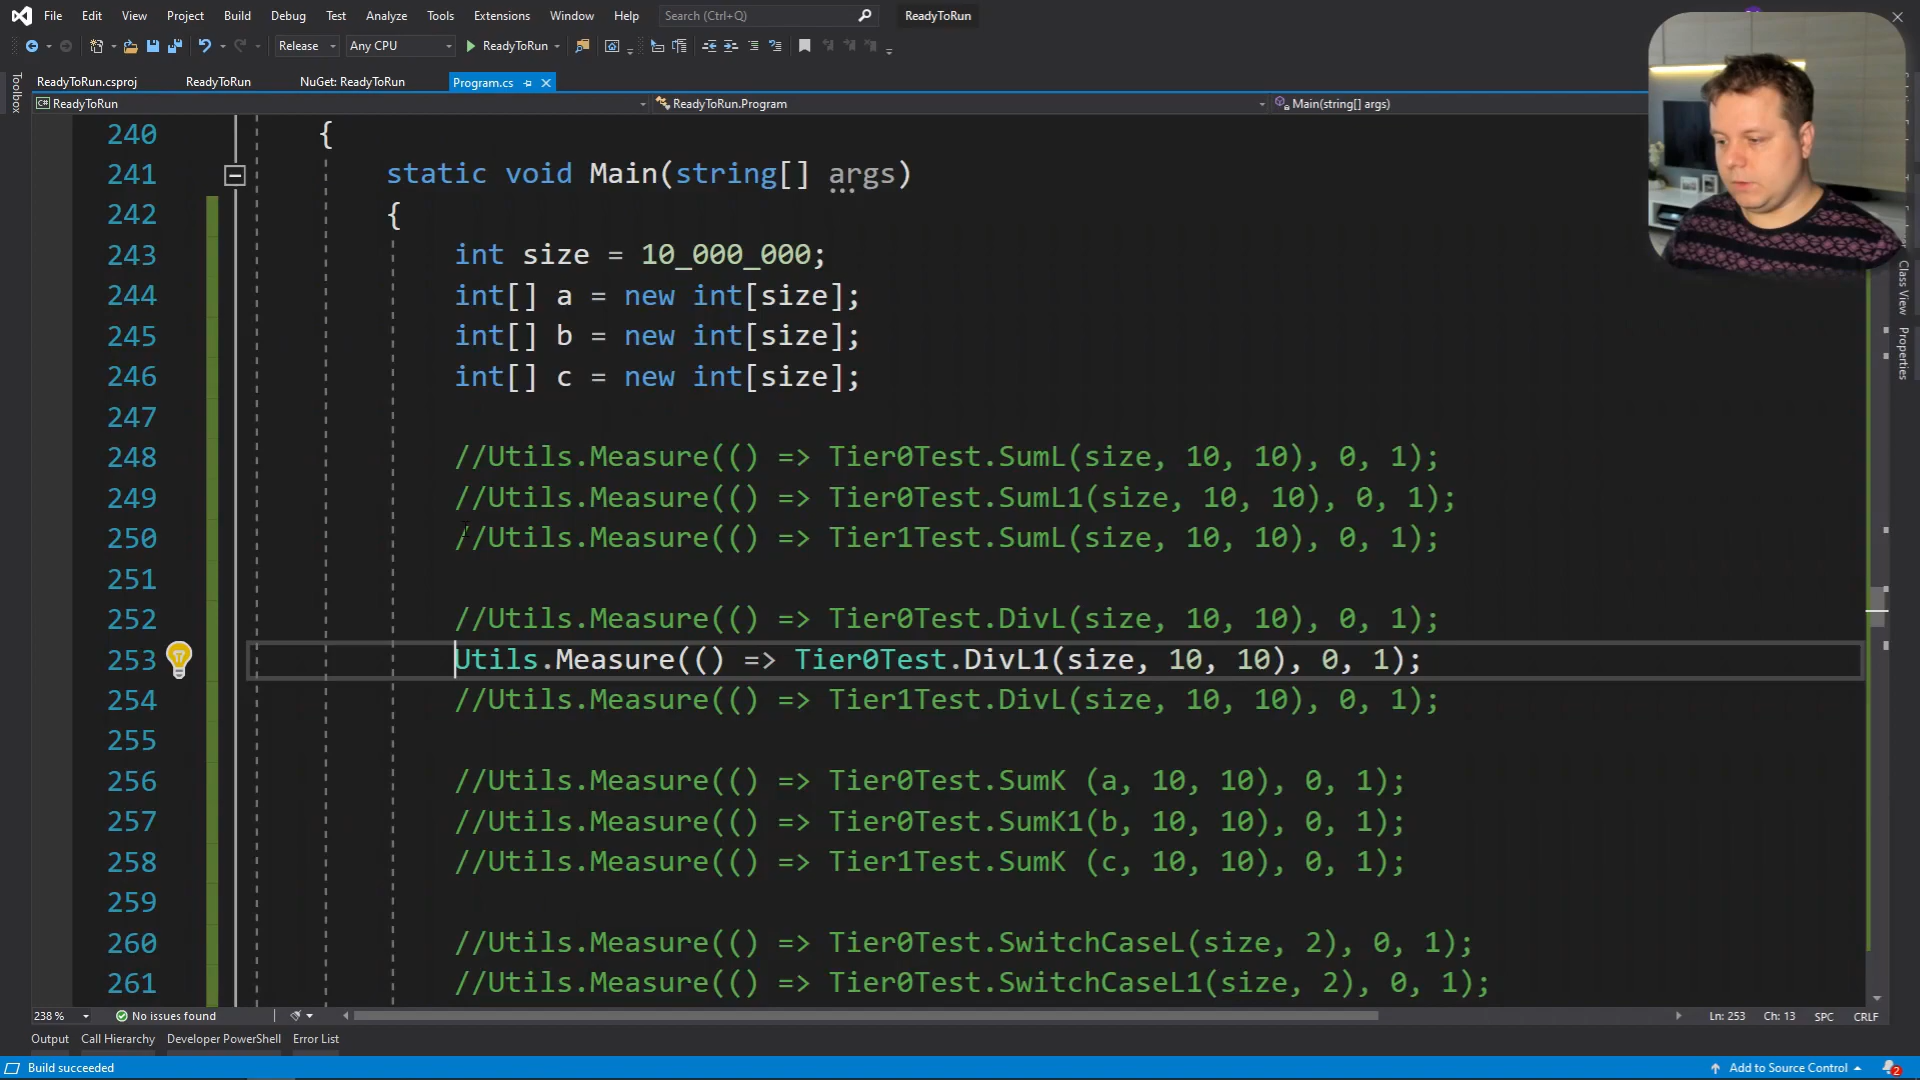 File Edit View Project Build Debug Test Analyze Tools Extensions Window Help Search (Ctrl+Q) ReadyToRun
Release Any CPU ReadyToRun
ReadyToRun.csproj ReadyToRun NuGet: ReadyToRun Program.cs
ReadyToRun ReadyToRun.Program Main(string[] args)
Toolbox
240 {
241 static void Main(string[] args)
242 {
243 int size = 10_000_000;
244 int[] a = new int[size];
245 int[] b = new int[size];
246 int[] c = new int[size];
247
248 //Utils.Measure(() => Tier0Test.SumL(size, 10, 10), 0, 1);
249 //Utils.Measure(() => Tier0Test.SumL1(size, 10, 10), 0, 1);
250 //Utils.Measure(() => Tier1Test.SumL(size, 10, 10), 0, 1);
251
252 //Utils.Measure(() => Tier0Test.DivL(size, 10, 10), 0, 1);
253 Utils.Measure(() => Tier0Test.DivL1(size, 10, 10), 0, 1);
254 //Utils.Measure(() => Tier1Test.DivL(size, 10, 10), 0, 1);
255
256 //Utils.Measure(() => Tier0Test.SumK (a, 10, 10), 0, 1);
257 //Utils.Measure(() => Tier0Test.SumK1(b, 10, 10), 0, 1);
258 //Utils.Measure(() => Tier1Test.SumK (c, 10, 10), 0, 1);
259
260 //Utils.Measure(() => Tier0Test.SwitchCaseL(size, 2), 0, 1);
261 //Utils.Measure(() => Tier0Test.SwitchCaseL1(size, 2), 0, 1);
Class View
Properties
238 % No issues found Ln: 253 Ch: 13 SPC CRLF
Output Call Hierarchy Developer PowerShell Error List
Build succeeded Add to Source Control 2